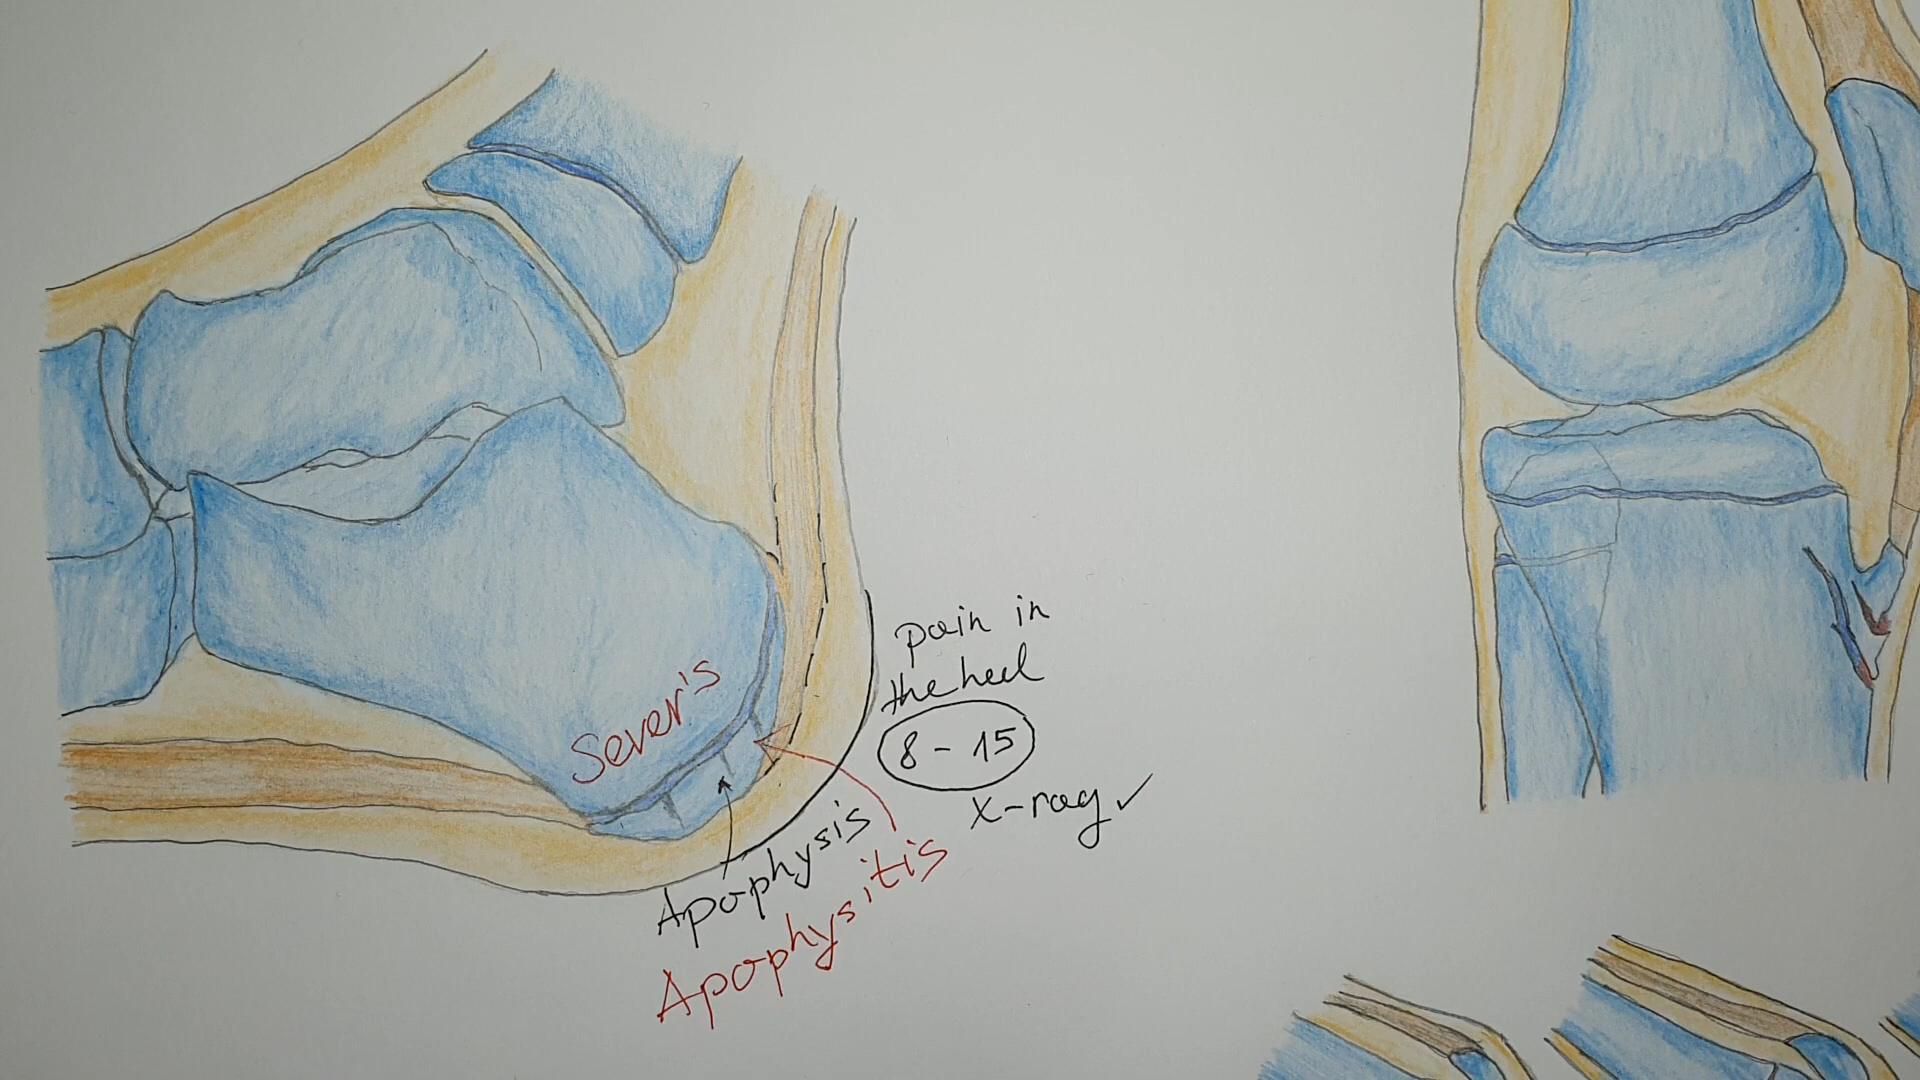 Sever's
pain in
the heel
8 - 15
x-ray ✓
Apophysis
Apophysitis